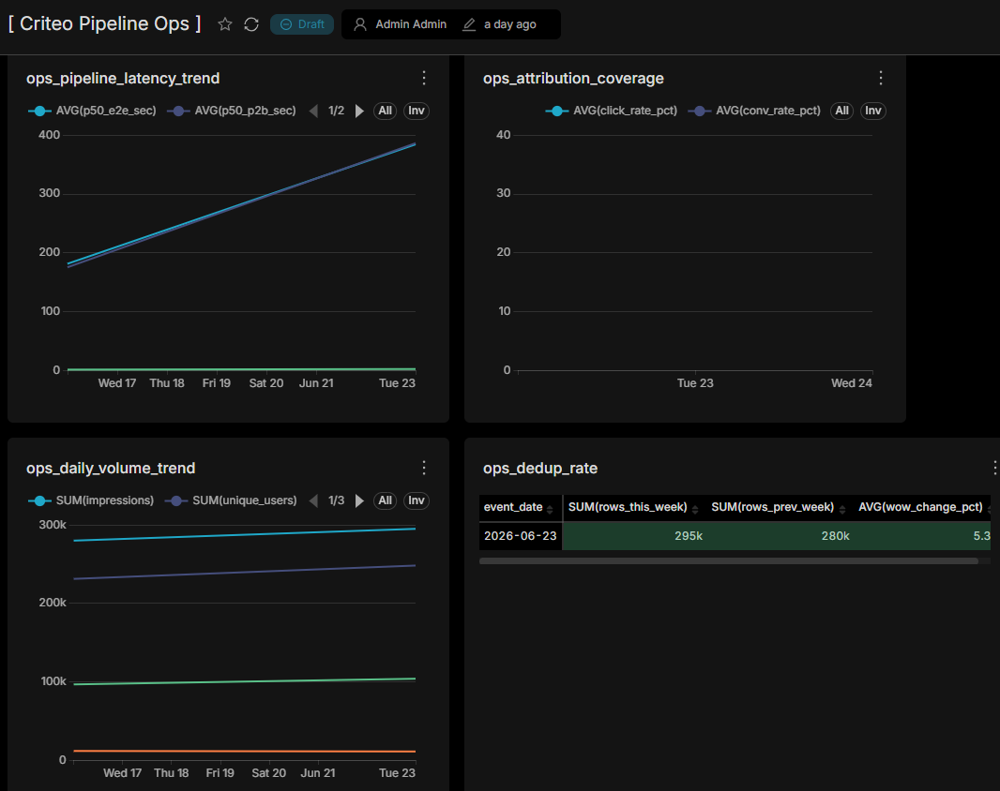 [ Criteo Pipeline Ops ] Draft Admin Admin a day ago
ops_pipeline_latency_trend
AVG(p50_e2e_sec) AVG(p50_p2b_sec) 1/2 All Inv
400
300
200
100
0
Wed 17 Thu 18 Fri 19 Sat 20 Jun 21 Tue 23
ops_attribution_coverage
AVG(click_rate_pct) AVG(conv_rate_pct) All Inv
40
30
20
10
0
Tue 23 Wed 24
ops_daily_volume_trend
SUM(impressions) SUM(unique_users) 1/3 All Inv
300k
200k
100k
0
Wed 17 Thu 18 Fri 19 Sat 20 Jun 21 Tue 23
ops_dedup_rate
event_date SUM(rows_this_week) SUM(rows_prev_week) AVG(wow_change_pct)
2026-06-23 295k 280k 5.3